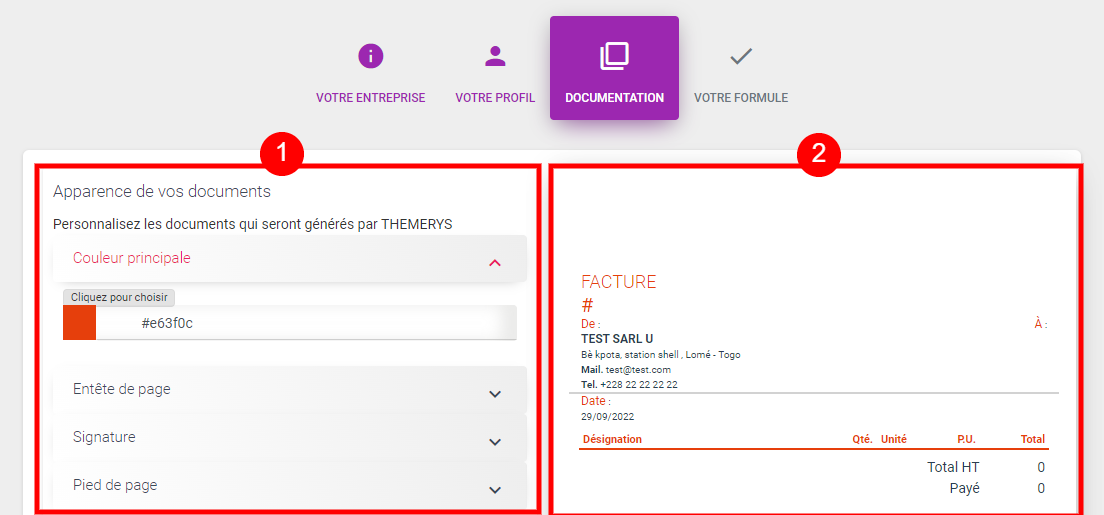 VOTRE ENTREPRISE
VOTRE PROFIL
DOCUMENTATION
VOTRE FORMULE
1
Apparence de vos documents
Personnalisez les documents qui seront générés par THEMERYS
Couleur principale
Cliquez pour choisir
#e63f0c
Entête de page
Signature
Pied de page
2
FACTURE
#
De : À :
TEST SARL U
Bè kpota, station shell , Lomé - Togo
Mail. test@test.com
Tel. +228 22 22 22 22
Date :
29/09/2022
Désignation Qté. Unité P.U. Total
Total HT 0
Payé 0